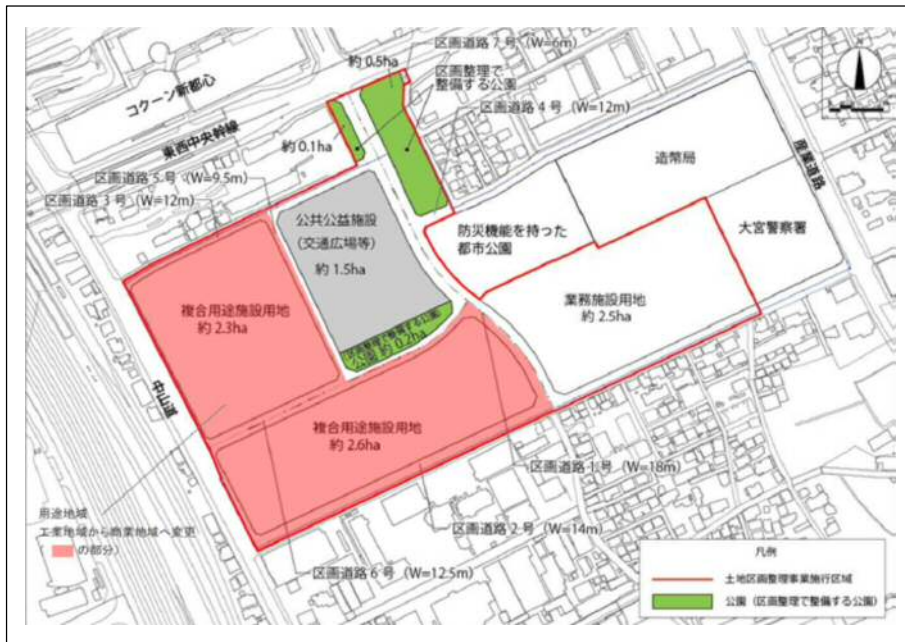 区画道路7号（W=6m）
約0.5ha
区画整理で
整備する公園
区画道路4号（W=12m）
コクーン新都心
東西中央幹線
約0.1ha
造幣局
産業道路
区画道路5号（W=9.5m）
区画道路3号（W=12m）
公共公益施設
（交通広場等）
約1.5ha
防災機能を持った
都市公園
大宮警察署
業務施設用地
約2.5ha
複合用途施設用地
約2.3ha
公園 約0.2ha
中山道
複合用途施設用地
約2.6ha
区画道路1号（W=18m）
区画道路2号（W=14m）
区画道路6号（W=12.5m）
用途地域
工業地域から商業地域へ変更
の部分）
凡例
土地区画整理事業施行区域
公園（区画整理で整備する公園）